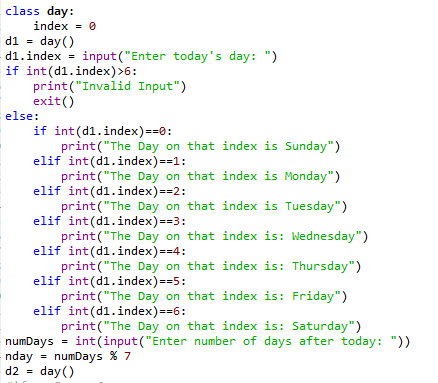 class day:
    index = 0
d1 = day()
d1.index = input("Enter today's day: ")
if int(d1.index)>6:
    print("Invalid Input")
    exit()
else:
    if int(d1.index)==0:
        print("The Day on that index is Sunday")
    elif int(d1.index)==1:
        print("The Day on that index is Monday")
    elif int(d1.index)==2:
        print("The Day on that index is Tuesday")
    elif int(d1.index)==3:
        print("The Day on that index is: Wednesday")
    elif int(d1.index)==4:
        print("The Day on that index is: Thursday")
    elif int(d1.index)==5:
        print("The Day on that index is: Friday")
    elif int(d1.index)==6:
        print("The Day on that index is: Saturday")
numDays = int(input("Enter number of days after today: "))
nday = numDays % 7
d2 = day()